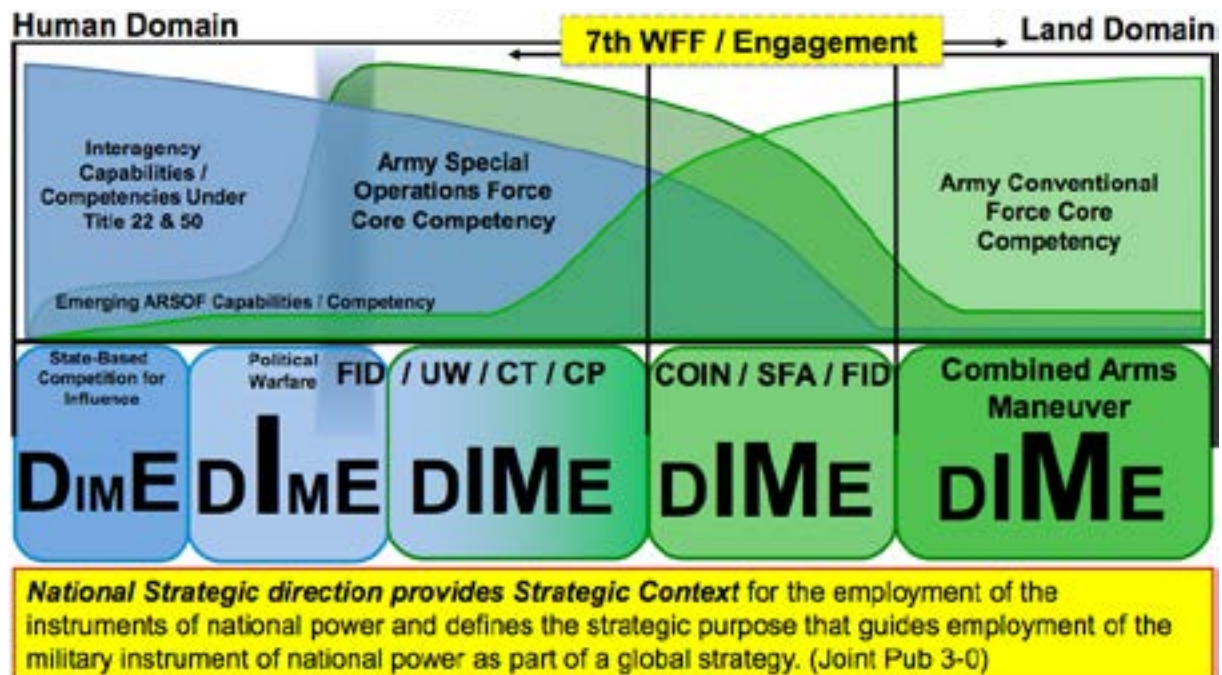 Human Domain
7th WFF / Engagement
Land Domain
Interagency
Capabilities /
Competencies Under
Title 22 & 50
Army Special
Operations Force
Core Competency
Army Conventional
Force Core
Competency
Emerging ARSOF Capabilities / Competency
State-Based
Competition for
Influence
DIME
Political
Warfare
DIME
FID / UW / CT / CP
DIME
COIN / SFA / FID
DIME
Combined Arms
Maneuver
DIME
National Strategic direction provides Strategic Context for the employment of the
instruments of national power and defines the strategic purpose that guides employment of the
military instrument of national power as part of a global strategy. (Joint Pub 3-0)